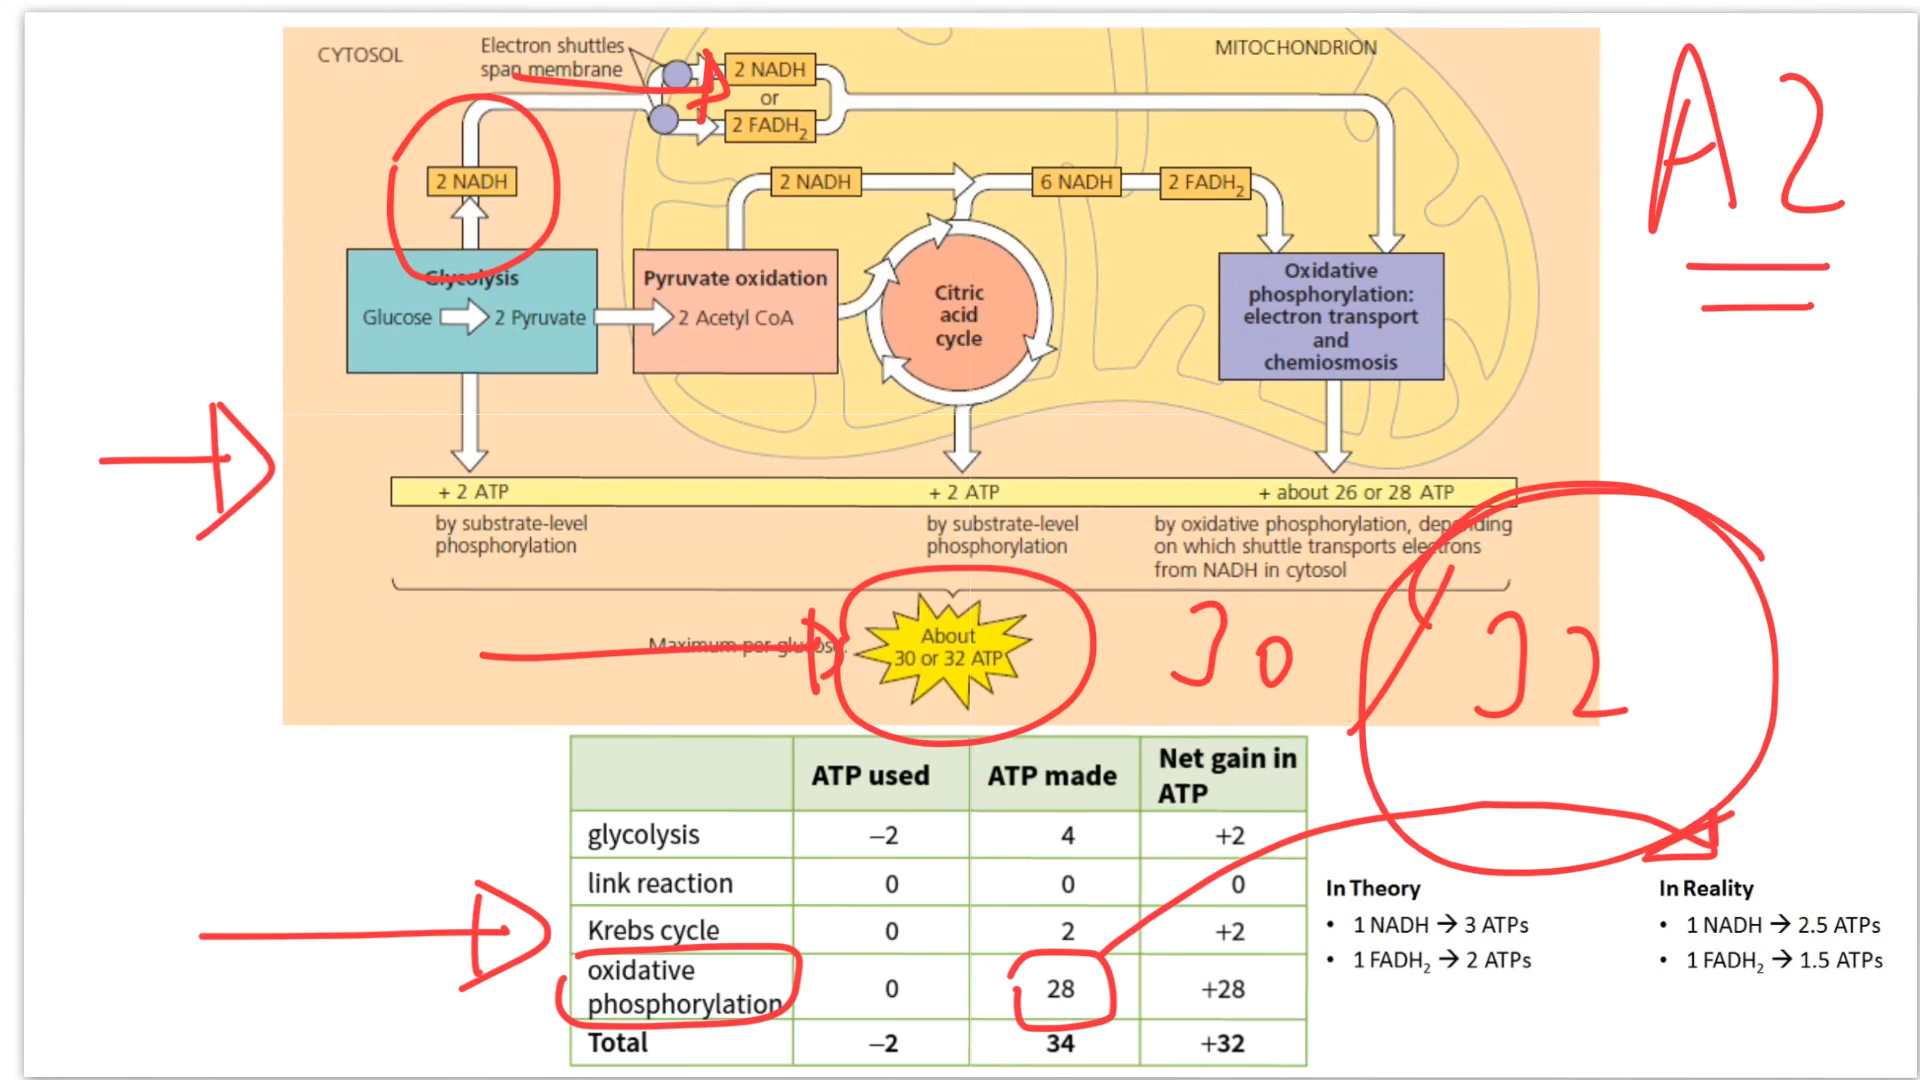 CYTOSOL
Electron shuttles
span membrane
MITOCHONDRION
2 NADH
or
2 FADH₂
2 NADH
2 NADH
6 NADH
2 FADH₂
Glycolysis
Glucose
2 Pyruvate
Pyruvate oxidation
2 Acetyl CoA
Citric
acid
cycle
Oxidative
phosphorylation:
electron transport
and
chemiosmosis
+ 2 ATP
+ 2 ATP
+ about 26 or 28 ATP
by substrate-level
phosphorylation
by substrate-level
phosphorylation
by oxidative phosphorylation, depending
on which shuttle transports electrons
from NADH in cytosol
Maximum per glucose:
About
30 or 32 ATP
A2
30
32
ATP used ATP made Net gain in
ATP
glycolysis –2 4 +2
link reaction 0 0 0
Krebs cycle 0 2 +2
oxidative
phosphorylation 0 28 +28
Total –2 34 +32
In Theory
• 1 NADH → 3 ATPs
• 1 FADH₂ → 2 ATPs
In Reality
• 1 NADH → 2.5 ATPs
• 1 FADH₂ → 1.5 ATPs